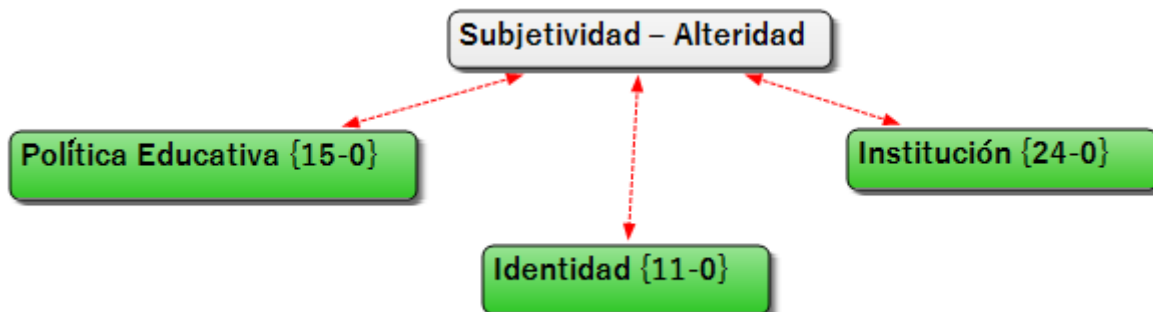 Subjetividad – Alteridad
Política Educativa {15-0}
Institución {24-0}
Identidad {11-0}